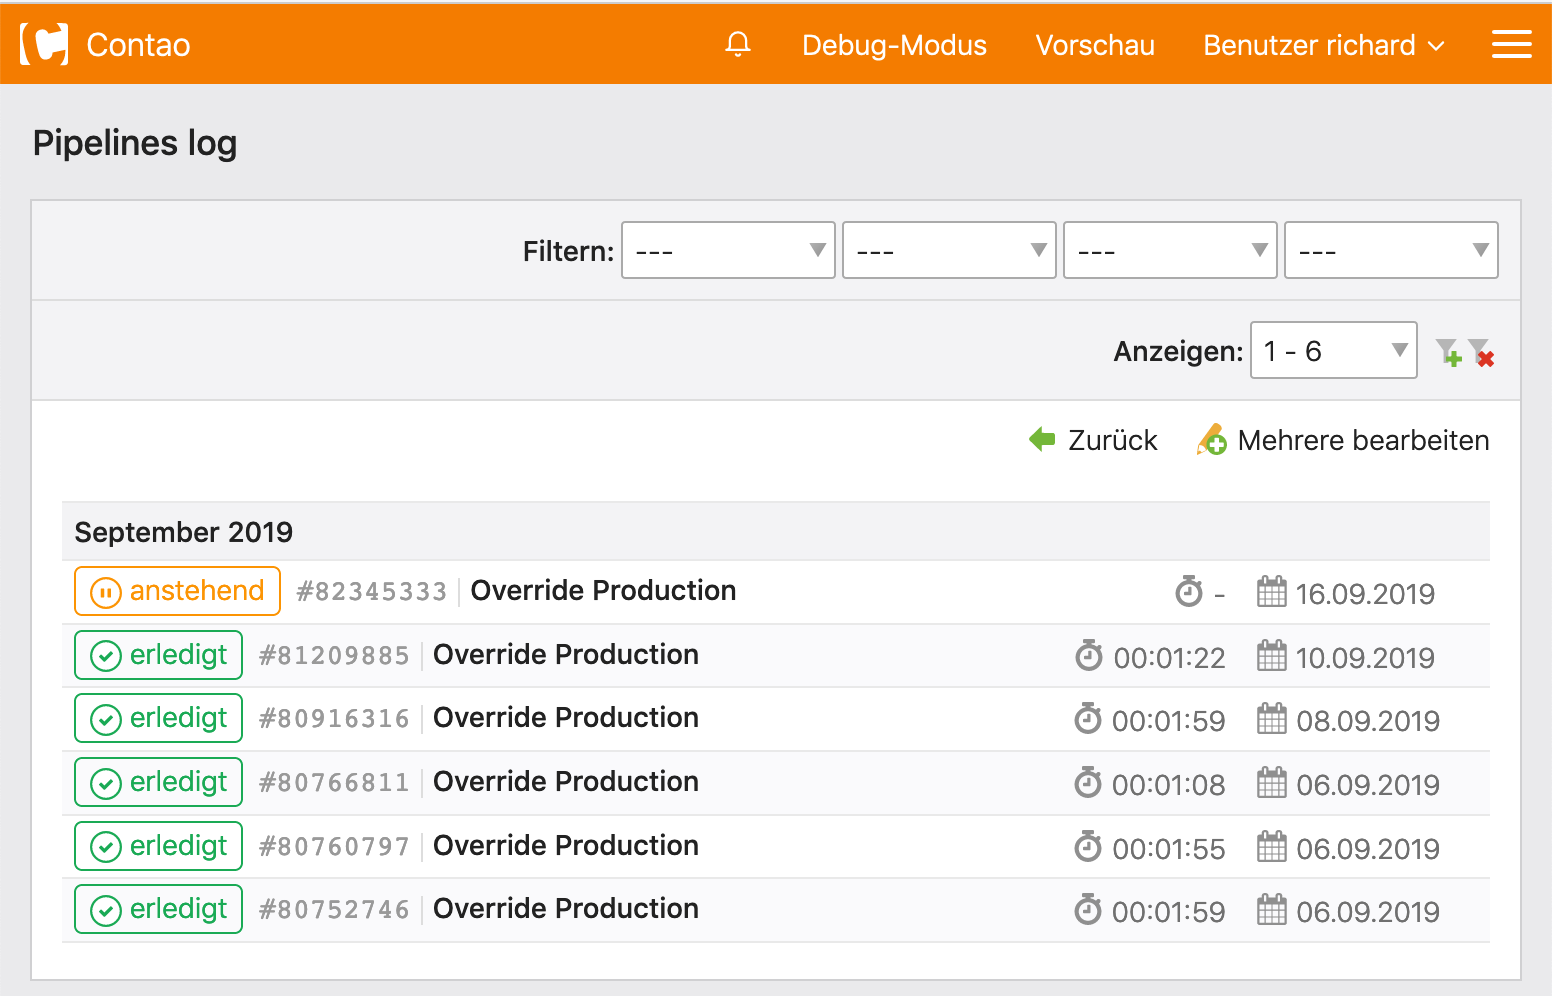 Contao Debug-Modus Vorschau Benutzer richard
Pipelines log
Filtern: --- --- --- ---
Anzeigen: 1 - 6
Zurück Mehrere bearbeiten
September 2019
anstehend #82345333 Override Production - 16.09.2019
erledigt #81209885 Override Production 00:01:22 10.09.2019
erledigt #80916316 Override Production 00:01:59 08.09.2019
erledigt #80766811 Override Production 00:01:08 06.09.2019
erledigt #80760797 Override Production 00:01:55 06.09.2019
erledigt #80752746 Override Production 00:01:59 06.09.2019